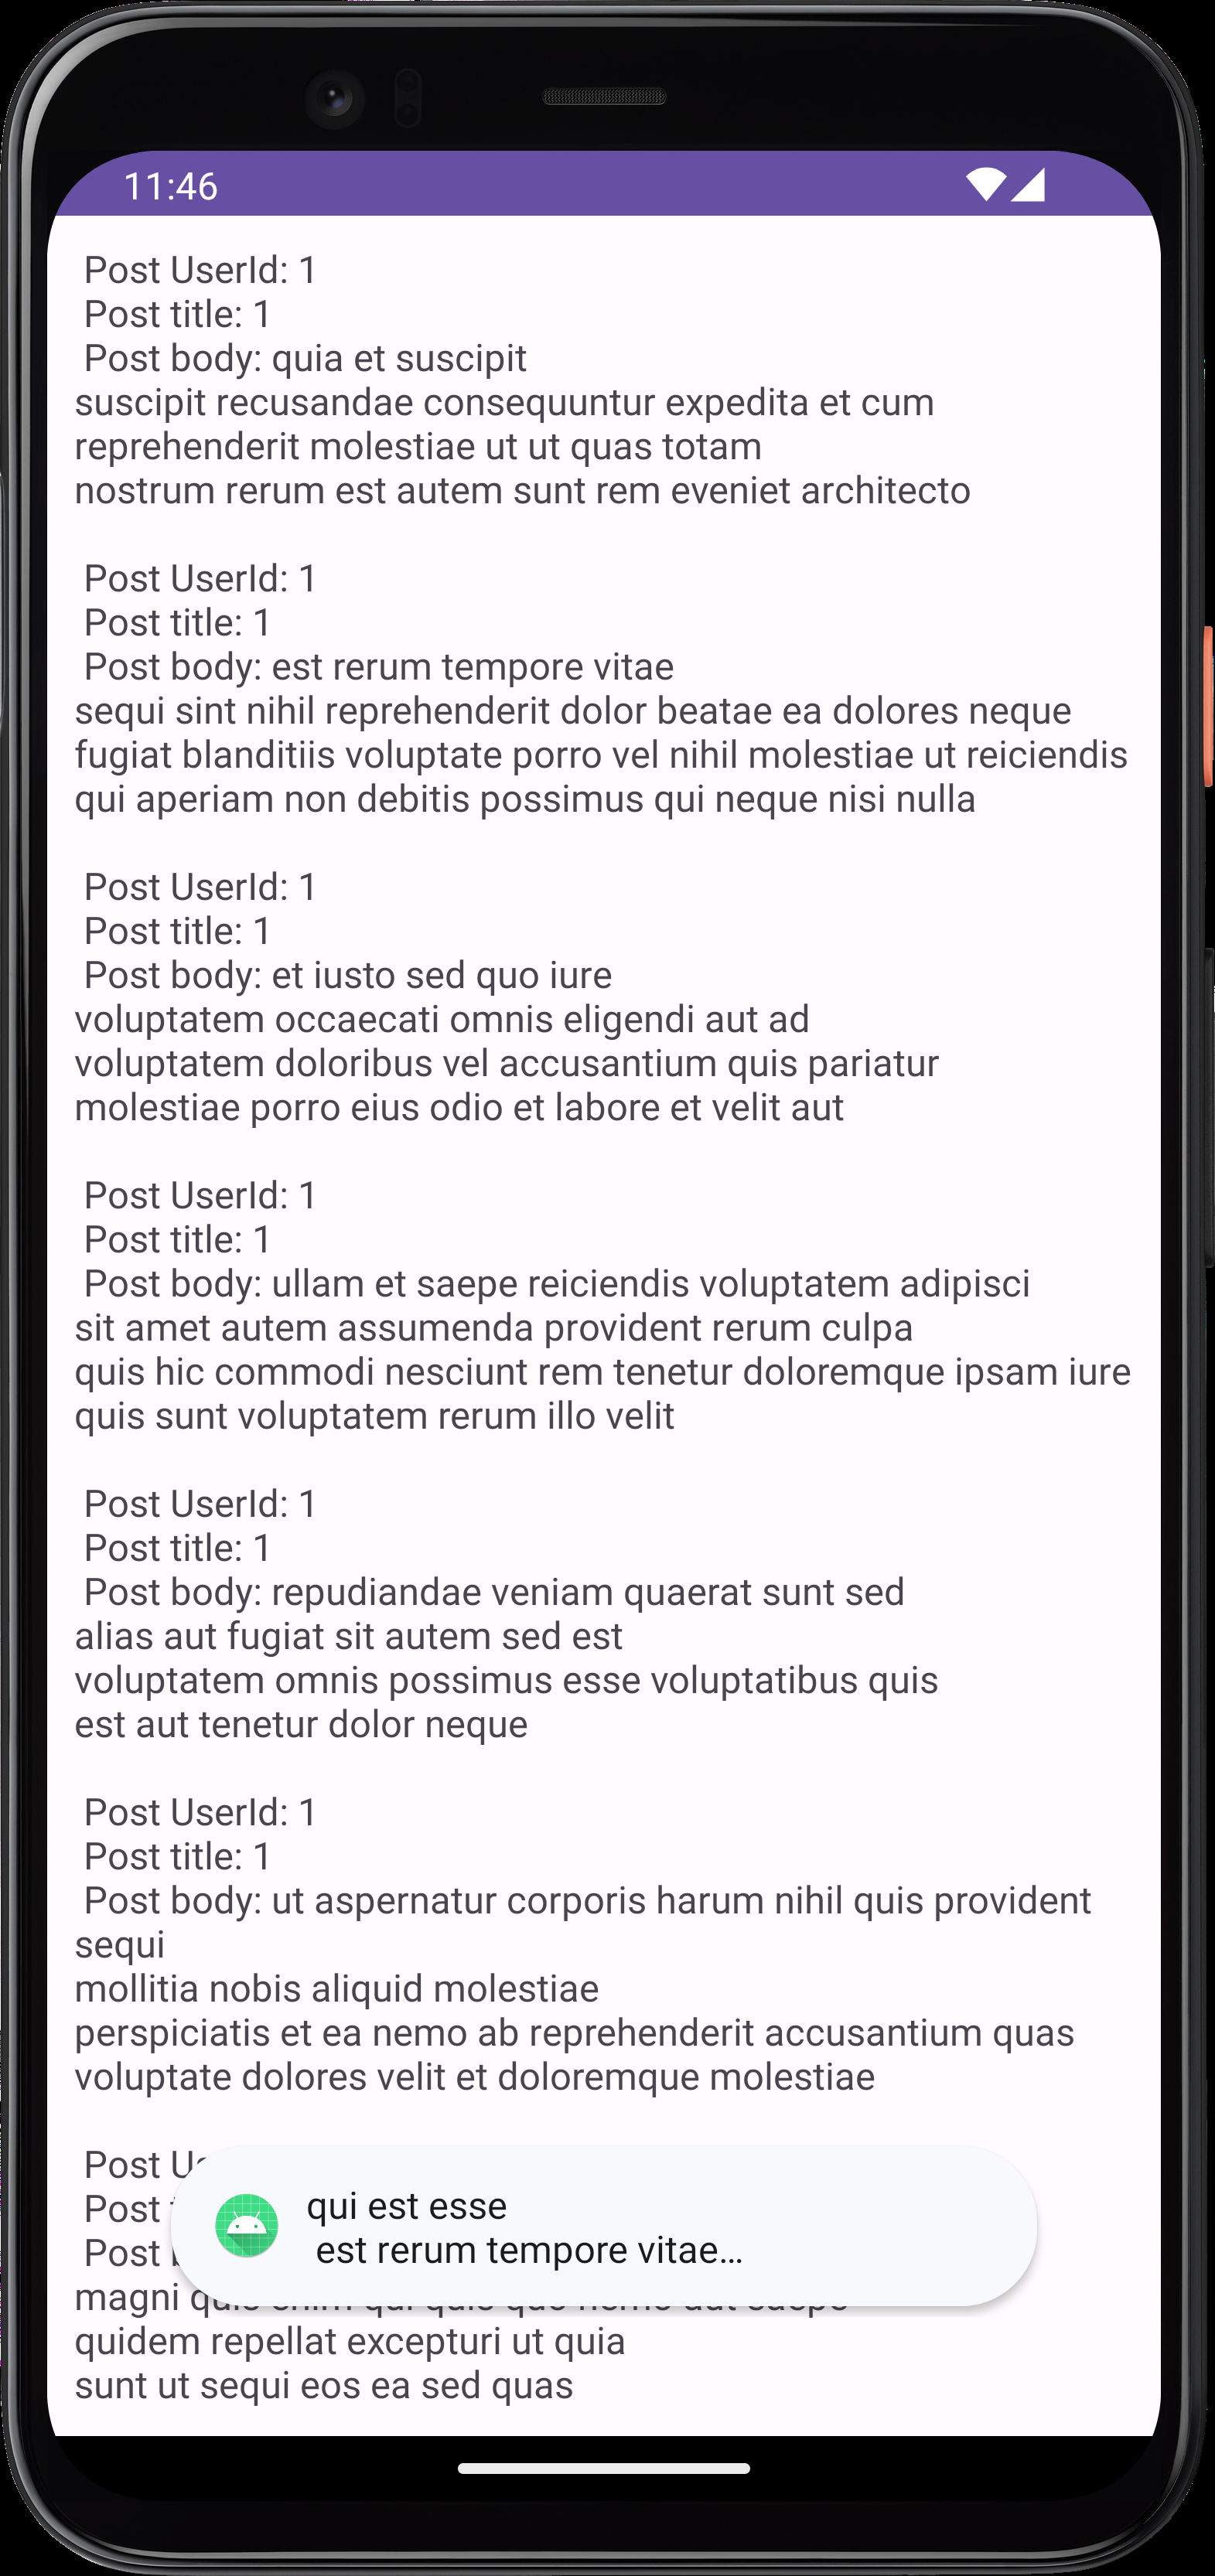 11:46
Post UserId: 1
Post title: 1
Post body: quia et suscipit
suscipit recusandae consequuntur expedita et cum
reprehenderit molestiae ut ut quas totam
nostrum rerum est autem sunt rem eveniet architecto
Post UserId: 1
Post title: 1
Post body: est rerum tempore vitae
sequi sint nihil reprehenderit dolor beatae ea dolores neque
fugiat blanditiis voluptate porro vel nihil molestiae ut reiciendis
qui aperiam non debitis possimus qui neque nisi nulla
Post UserId: 1
Post title: 1
Post body: et iusto sed quo iure
voluptatem occaecati omnis eligendi aut ad
voluptatem doloribus vel accusantium quis pariatur
molestiae porro eius odio et labore et velit aut
Post UserId: 1
Post title: 1
Post body: ullam et saepe reiciendis voluptatem adipisci
sit amet autem assumenda provident rerum culpa
quis hic commodi nesciunt rem tenetur doloremque ipsam iure
quis sunt voluptatem rerum illo velit
Post UserId: 1
Post title: 1
Post body: repudiandae veniam quaerat sunt sed
alias aut fugiat sit autem sed est
voluptatem omnis possimus esse voluptatibus quis
est aut tenetur dolor neque
Post UserId: 1
Post title: 1
Post body: ut aspernatur corporis harum nihil quis provident
sequi
mollitia nobis aliquid molestiae
perspiciatis et ea nemo ab reprehenderit accusantium quas
voluptate dolores velit et doloremque molestiae
Post
Post
Post
qui est esse
est rerum tempore vitae…
magni
quidem repellat excepturi ut quia
sunt ut sequi eos ea sed quas